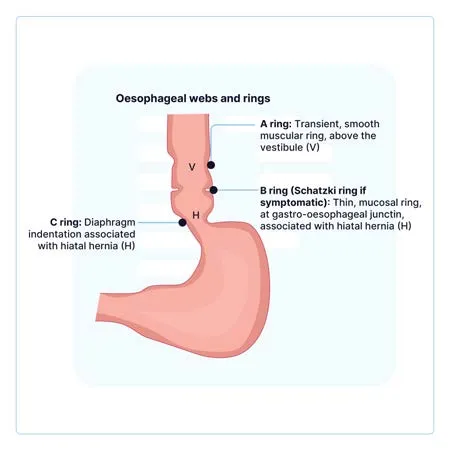 Oesophageal webs and rings
A ring: Transient, smooth
muscular ring, above the
vestibule (V)
V
B ring (Schatzki ring if
symptomatic): Thin, mucosal ring,
at gastro-oesophageal junctin,
associated with hiatal hernia (H)
H
C ring: Diaphragm
indentation associated
with hiatal hernia (H)